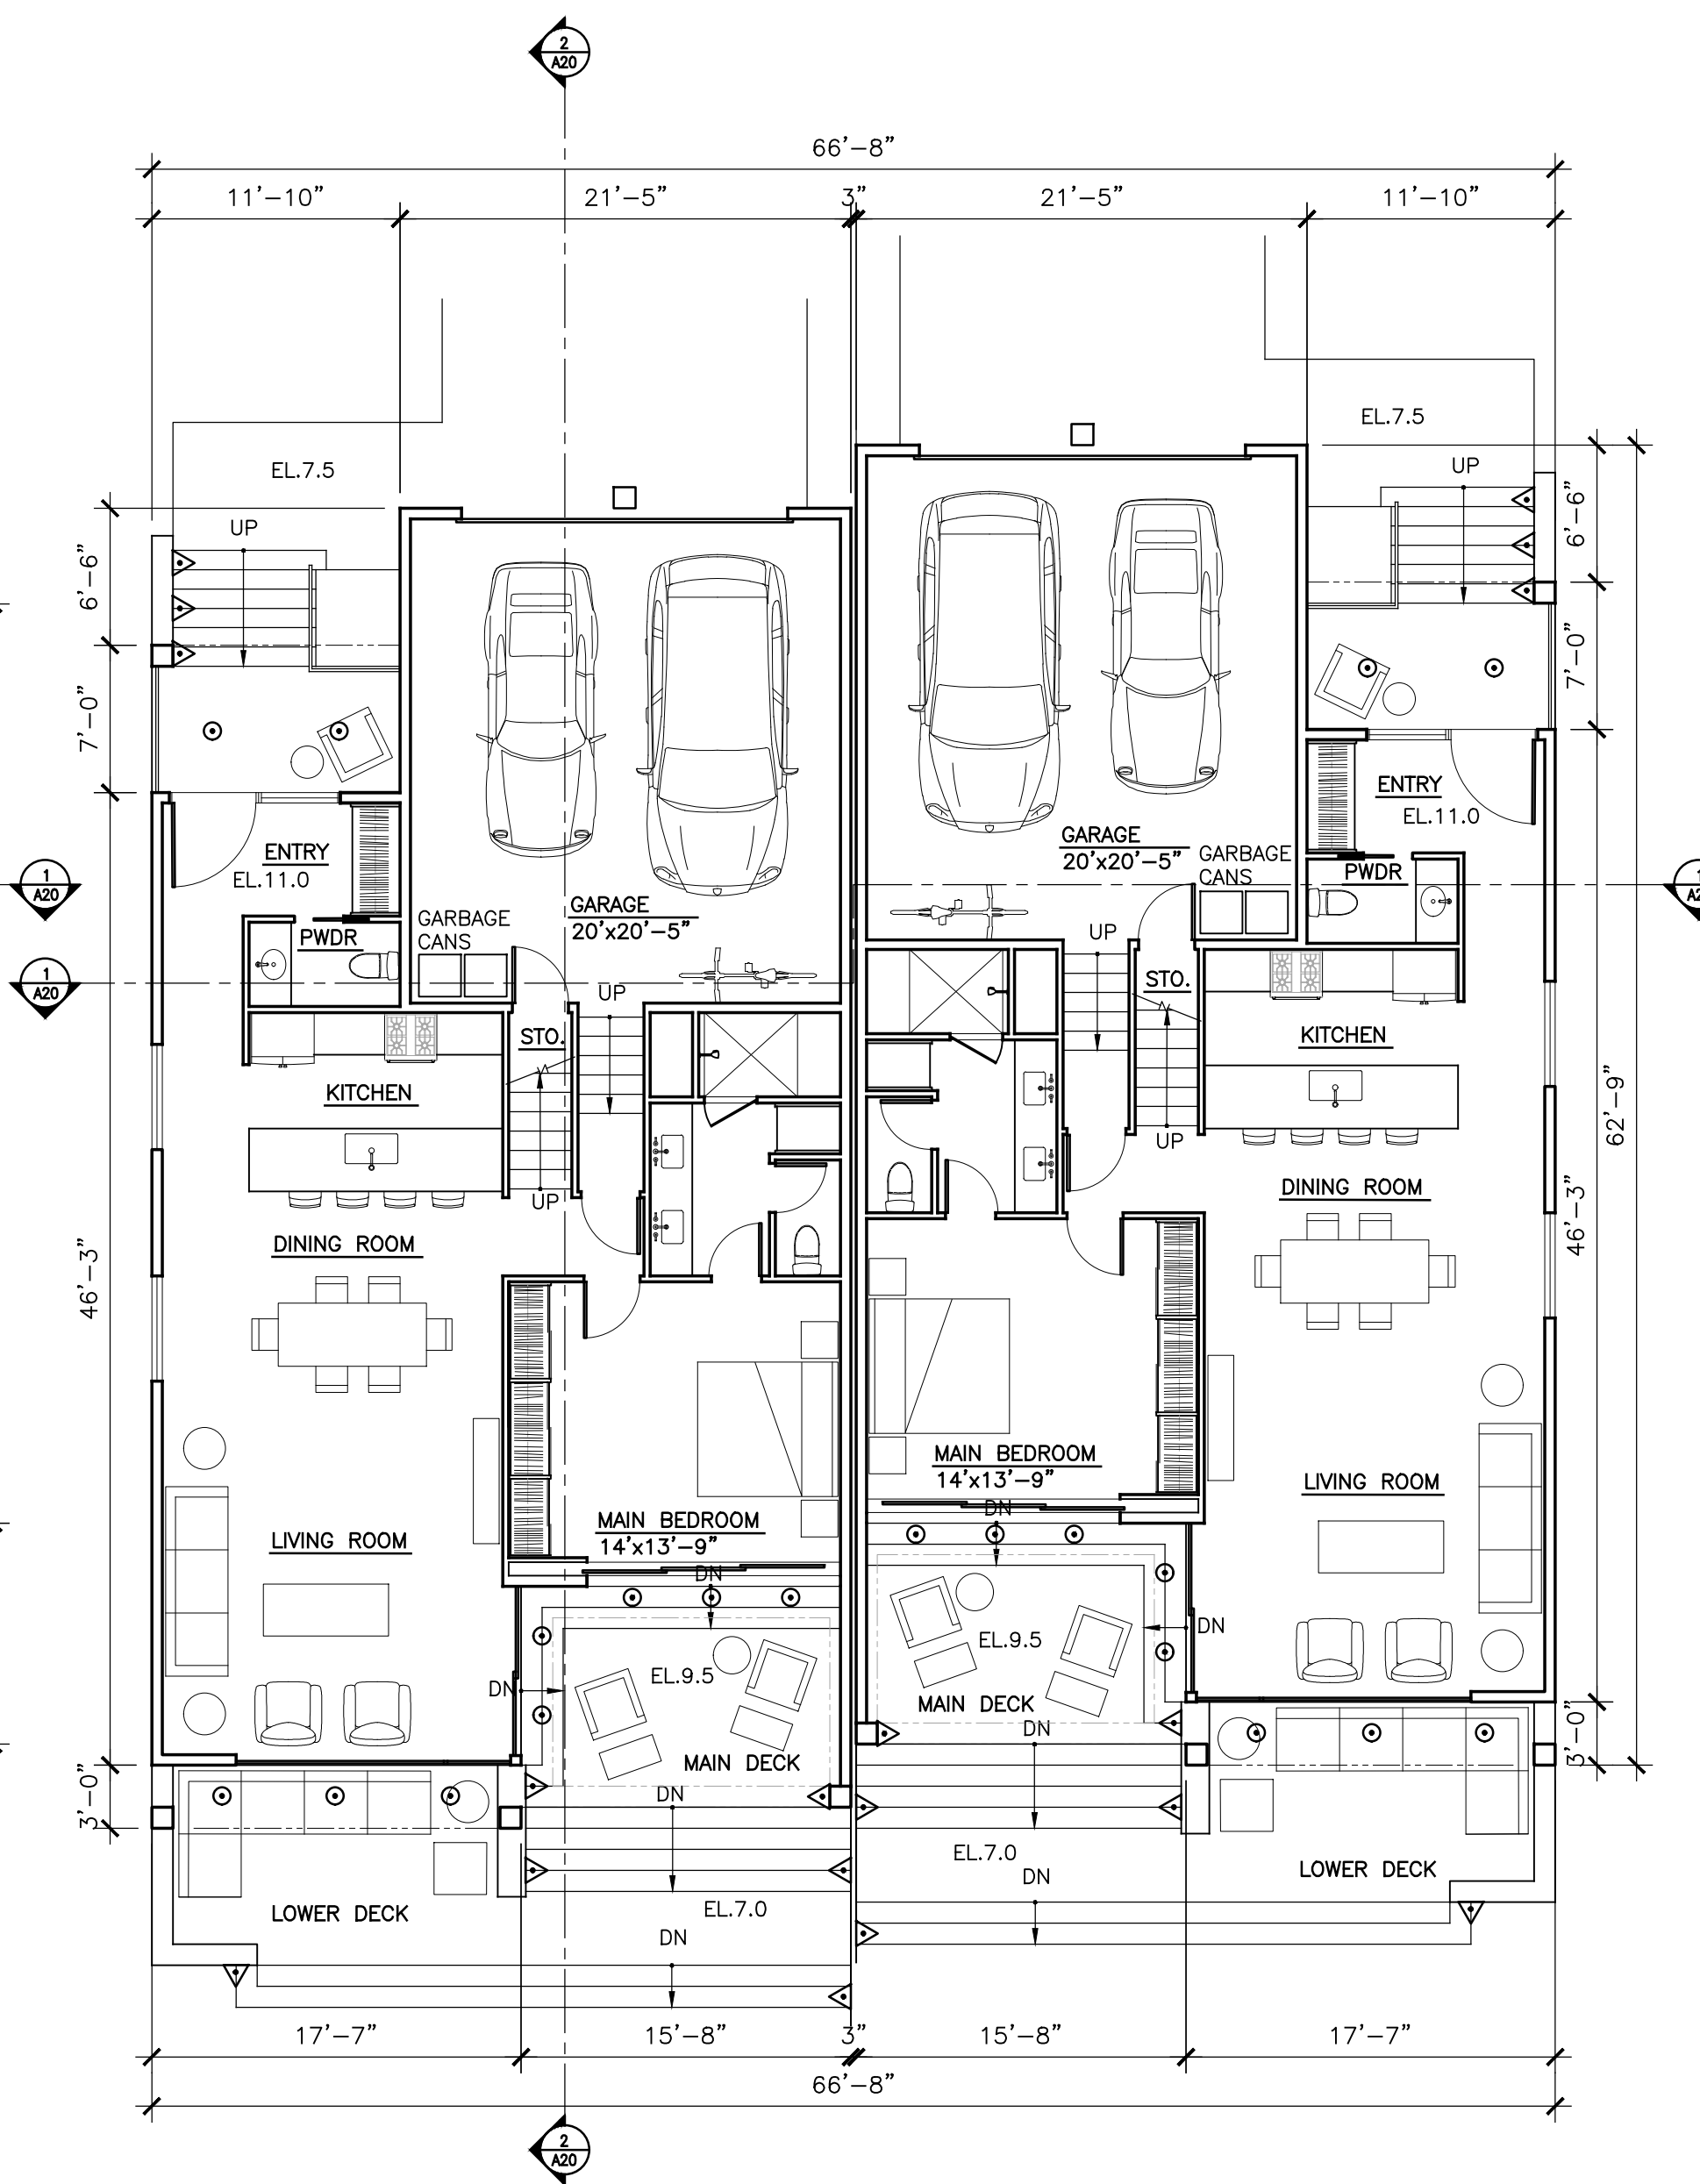 2
A20
66'-8"
11'-10"
21'-5"
3"
21'-5"
11'-10"
EL.7.5
UP
6'-6"
EL.7.5
UP
6'-6"
7'-0"
7'-0"
ENTRY
EL.11.0
GARAGE
20'x20'-5"
GARBAGE
CANS
PWDR
ENTRY
EL.11.0
1
A20
1
A20
PWDR
GARBAGE
CANS
GARAGE
20'x20'-5"
1
A20
UP
STO.
UP
STO.
KITCHEN
KITCHEN
62'-9"
UP
UP
DINING ROOM
DINING ROOM
46'-3"
46'-3"
MAIN BEDROOM
14'x13'-9"
LIVING ROOM
DN
MAIN BEDROOM
14'x13'-9"
LIVING ROOM
DN
EL.9.5
DN
EL.9.5
DN
MAIN DECK
DN
MAIN DECK
3'-0"
DN
3'-0"
EL.7.0
LOWER DECK
DN
EL.7.0
LOWER DECK
DN
17'-7"
15'-8"
3"
15'-8"
17'-7"
66'-8"
2
A20